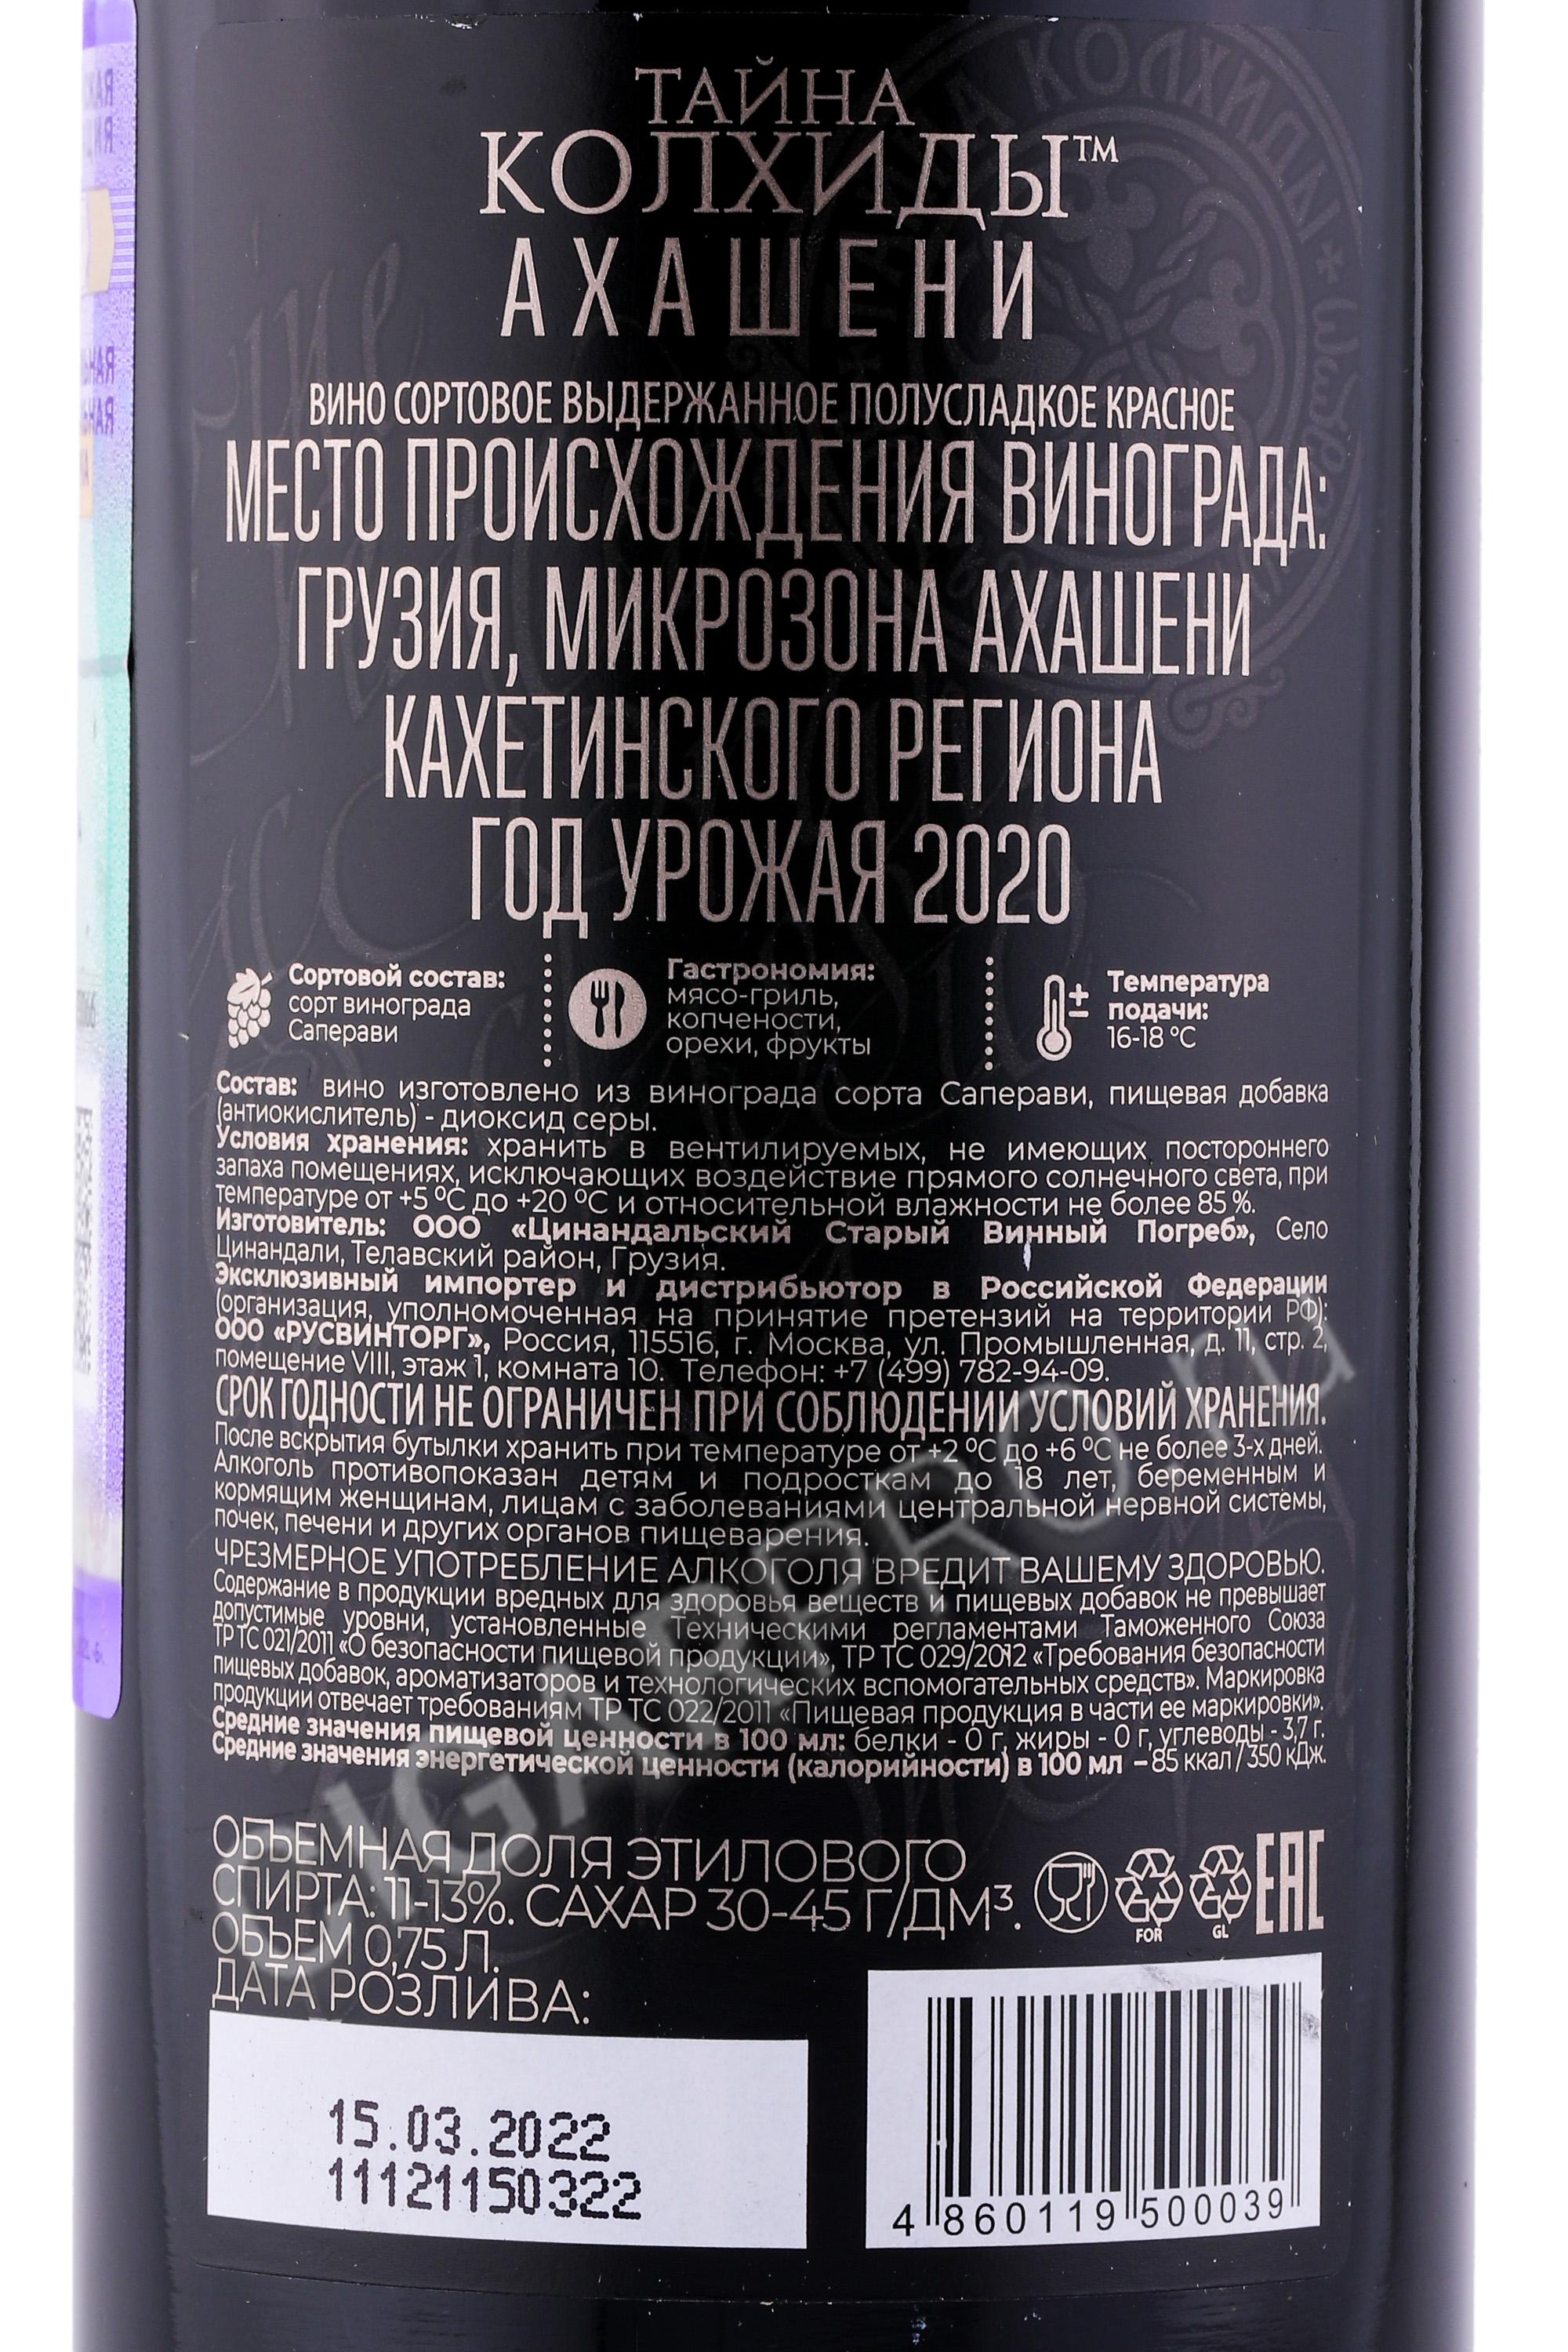 ТАЙНА
КОЛХИДЫ™
АХАШЕНИ
ВИНО СОРТОВОЕ ВЫДЕРЖАННОЕ ПОЛУСЛАДКОЕ КРАСНОЕ
МЕСТО ПРОИСХОЖДЕНИЯ ВИНОГРАДА:
ГРУЗИЯ, МИКРОЗОНА АХАШЕНИ
КАХЕТИНСКОГО РЕГИОНА
ГОД УРОЖАЯ 2020
Сортовой состав:
сорт винограда
Саперави
Гастрономия:
мясо-гриль,
копчености,
орехи, фрукты
Температура
подачи:
16-18 °C
Состав: вино изготовлено из винограда сорта Саперави, пищевая добавка
(антиокислитель) - диоксид серы.
Условия хранения: хранить в вентилируемых, не имеющих постороннего
запаха помещениях, исключающих воздействие прямого солнечного света, при
температуре от +5 °C до +20 °C и относительной влажности не более 85 %.
Изготовитель: ООО «Цинандальский Старый Винный Погреб», Село
Цинандали, Телавский район, Грузия.
Эксклюзивный импортер и дистрибьютор в Российской Федерации
(организация, уполномоченная на принятие претензий на территории РФ):
ООО «РУСВИНТОРГ», Россия, 115516, г. Москва, ул. Промышленная, д. 11, стр. 2,
помещение VIII, этаж 1, комната 10. Телефон: +7 (499) 782-94-09.
СРОК ГОДНОСТИ НЕ ОГРАНИЧЕН ПРИ СОБЛЮДЕНИИ УСЛОВИЙ ХРАНЕНИЯ.
После вскрытия бутылки хранить при температуре от +2 °C до +6 °C не более 3-х дней.
Алкоголь противопоказан детям и подросткам до 18 лет, беременным и
кормящим женщинам, лицам с заболеваниями центральной нервной системы,
почек, печени и других органов пищеварения.
ЧРЕЗМЕРНОЕ УПОТРЕБЛЕНИЕ АЛКОГОЛЯ ВРЕДИТ ВАШЕМУ ЗДОРОВЬЮ.
Содержание в продукции вредных для здоровья веществ и пищевых добавок не превышает
допустимые уровни, установленные Техническими регламентами Таможенного Союза
ТР ТС 021/2011 «О безопасности пищевой продукции», ТР ТС 029/2012 «Требования безопасности
пищевых добавок, ароматизаторов и технологических вспомогательных средств». Маркировка
продукции отвечает требованиям ТР ТС 022/2011 «Пищевая продукция в части ее маркировки».
Средние значения пищевой ценности в 100 мл: белки - 0 г, жиры - 0 г, углеводы - 3,7 г.
Средние значения энергетической ценности (калорийности) в 100 мл – 85 ккал / 350 кДж.
ОБЪЕМНАЯ ДОЛЯ ЭТИЛОВОГО
СПИРТА: 11-13%. САХАР 30-45 Г/ДМ³.
ОБЪЕМ 0,75 Л.
ДАТА РОЗЛИВА:
FOR
GL
EAC
15.03.2022
11121150322
4 860119 500039
CIGARPRO.ru